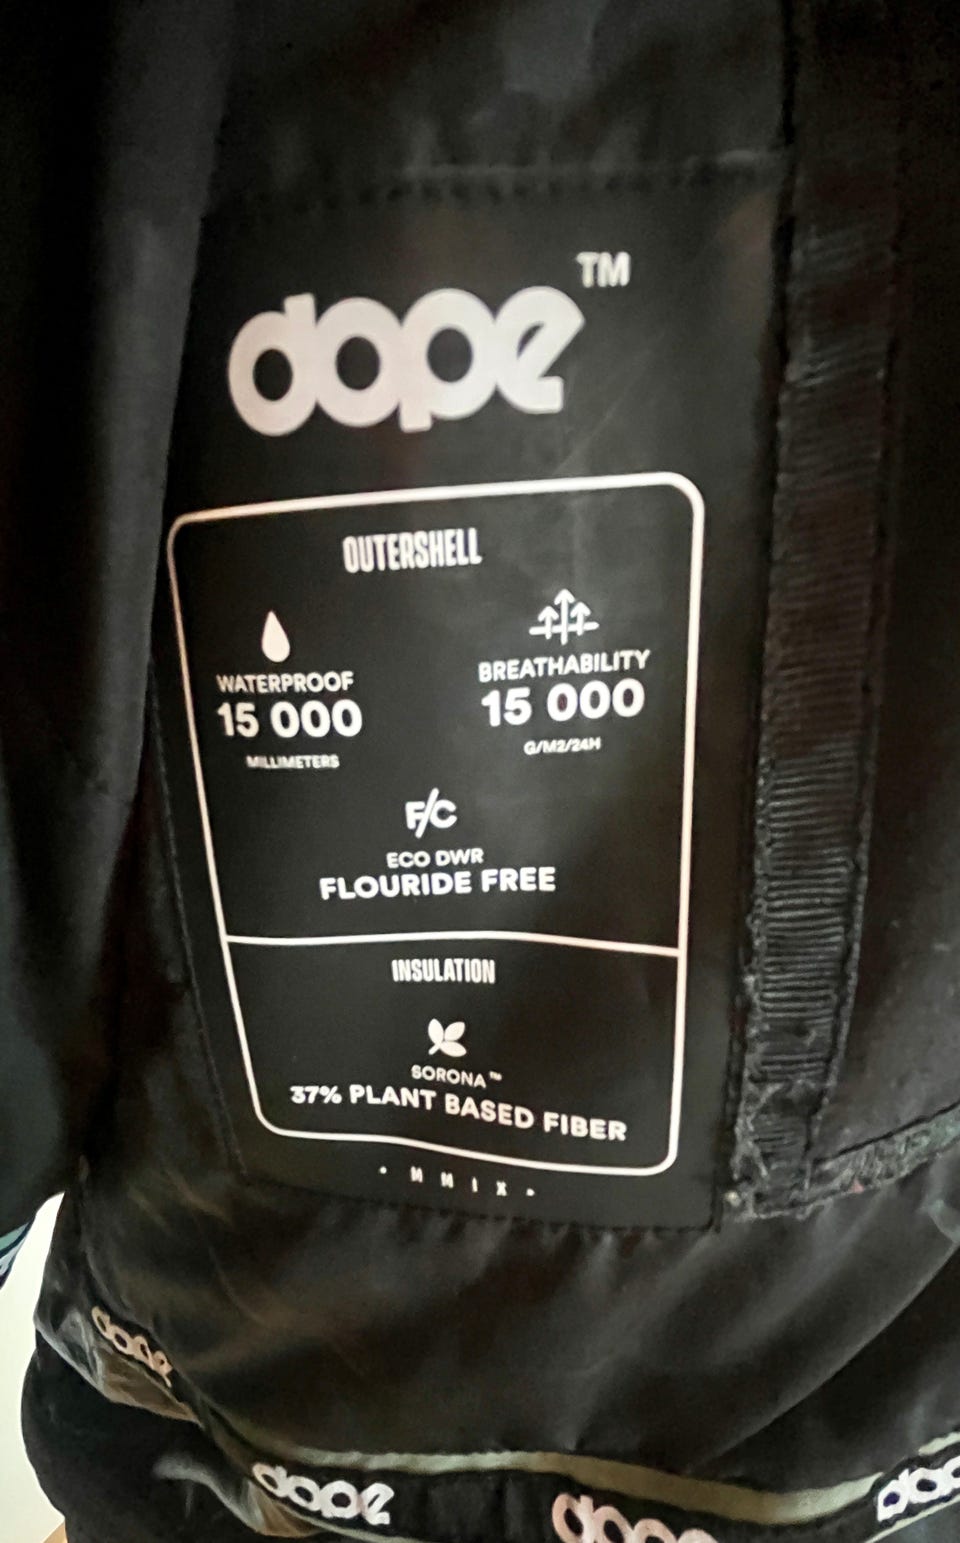 dope™
OUTERSHELL
WATERPROOF
15 000
MILLIMETERS
BREATHABILITY
15 000
G/M2/24H
F/C
ECO DWR
FLOURIDE FREE
INSULATION
SORONA™
37% PLANT BASED FIBER
• M M I X •
dope
dope
dope
dope